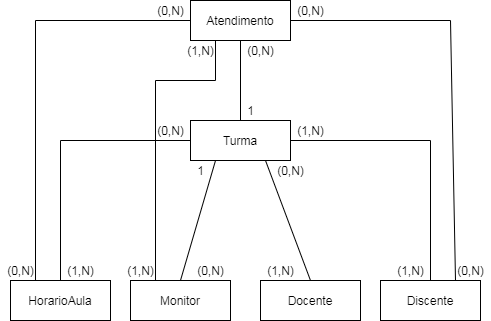 (0,N)
Atendimento
(0,N)
(1,N)
(0,N)
1
(0,N)
Turma
(1,N)
1
(0,N)
(0,N)
(1,N)
(1,N)
(0,N)
(1,N)
(1,N)
(0,N)
HorarioAula
Monitor
Docente
Discente